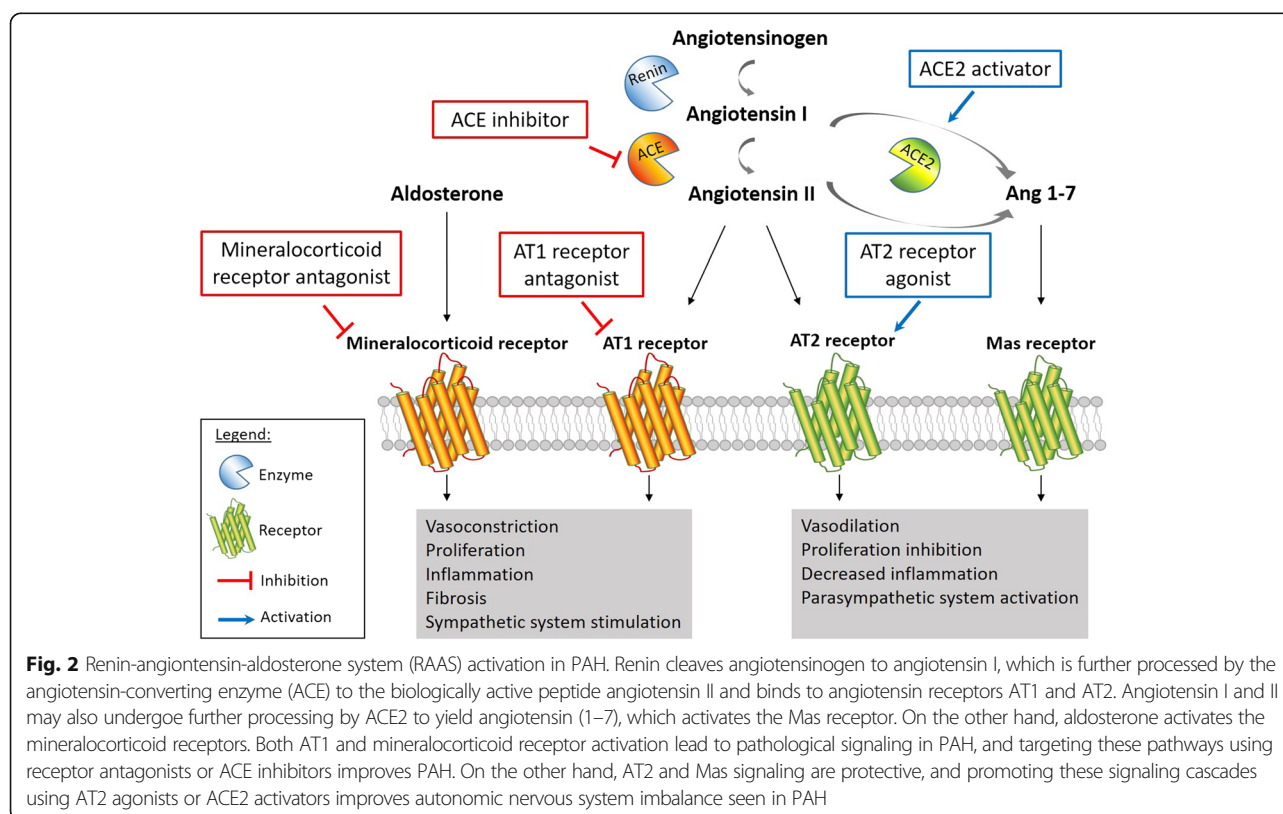 Angiotensinogen
Renin
ACE2 activator
Angiotensin I
ACE inhibitor
ACE
ACE2
Aldosterone
Angiotensin II
Ang 1-7
Mineralocorticoid
receptor antagonist
AT1 receptor
antagonist
AT2 receptor
agonist
Mineralocorticoid receptor
AT1 receptor
AT2 receptor
Mas receptor
Legend:
Enzyme
Receptor
Inhibition
Activation
Vasoconstriction
Proliferation
Inflammation
Fibrosis
Sympathetic system stimulation
Vasodilation
Proliferation inhibition
Decreased inflammation
Parasympathetic system activation
Fig. 2 Renin-angiontensin-aldosterone system (RAAS) activation in PAH. Renin cleaves angiotensinogen to angiotensin I, which is further processed by the
angiotensin-converting enzyme (ACE) to the biologically active peptide angiotensin II and binds to angiotensin receptors AT1 and AT2. Angiotensin I and II
may also undergoe further processing by ACE2 to yield angiotensin (1–7), which activates the Mas receptor. On the other hand, aldosterone activates the
mineralocorticoid receptors. Both AT1 and mineralocorticoid receptor activation lead to pathological signaling in PAH, and targeting these pathways using
receptor antagonists or ACE inhibitors improves PAH. On the other hand, AT2 and Mas signaling are protective, and promoting these signaling cascades
using AT2 agonists or ACE2 activators improves autonomic nervous system imbalance seen in PAH